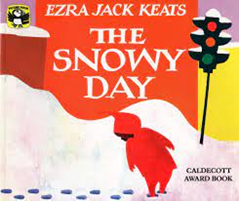 EZRA JACK KEATS
THE
SNOWY
DAY
CALDECOTT
AWARD BOOK